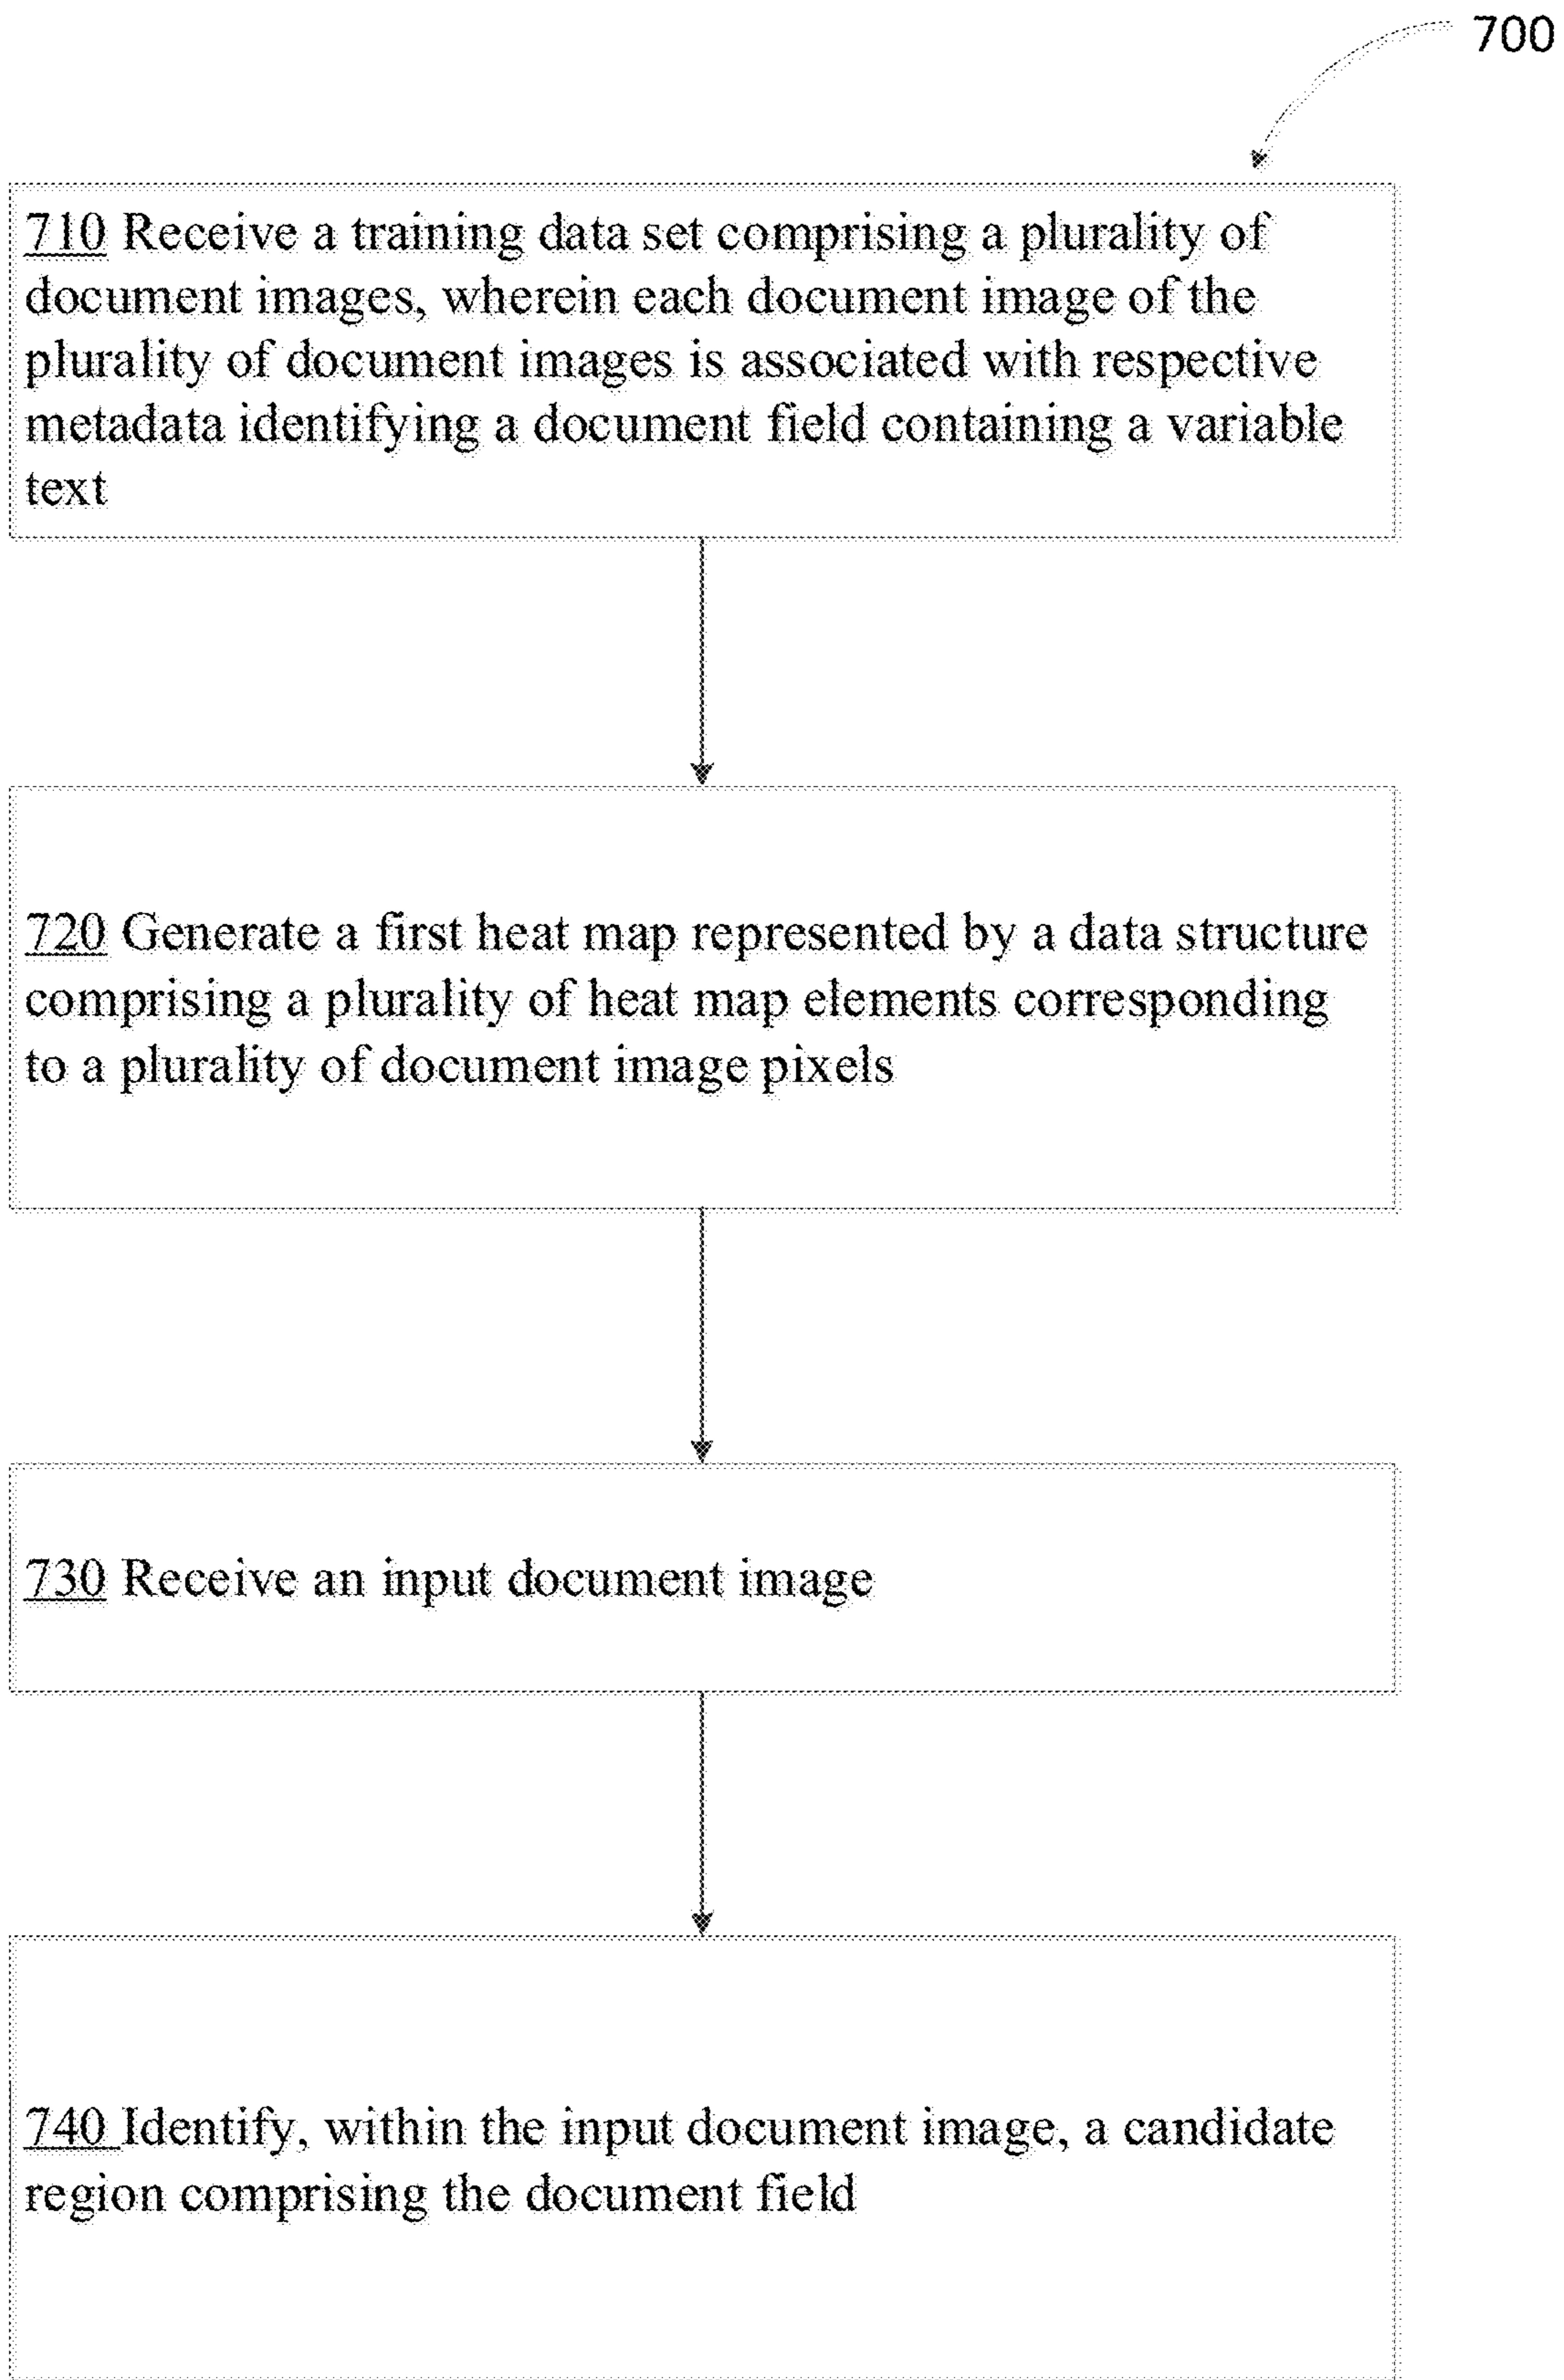 700
710 Receive a training data set comprising a plurality of
document images, wherein each document image of the
plurality of document images is associated with respective
metadata identifying a document field containing a variable
text
720 Generate a first heat map represented by a data structure
comprising a plurality of heat map elements corresponding
to a plurality of document image pixels
730 Receive an input document image
740 Identify, within the input document image, a candidate
region comprising the document field